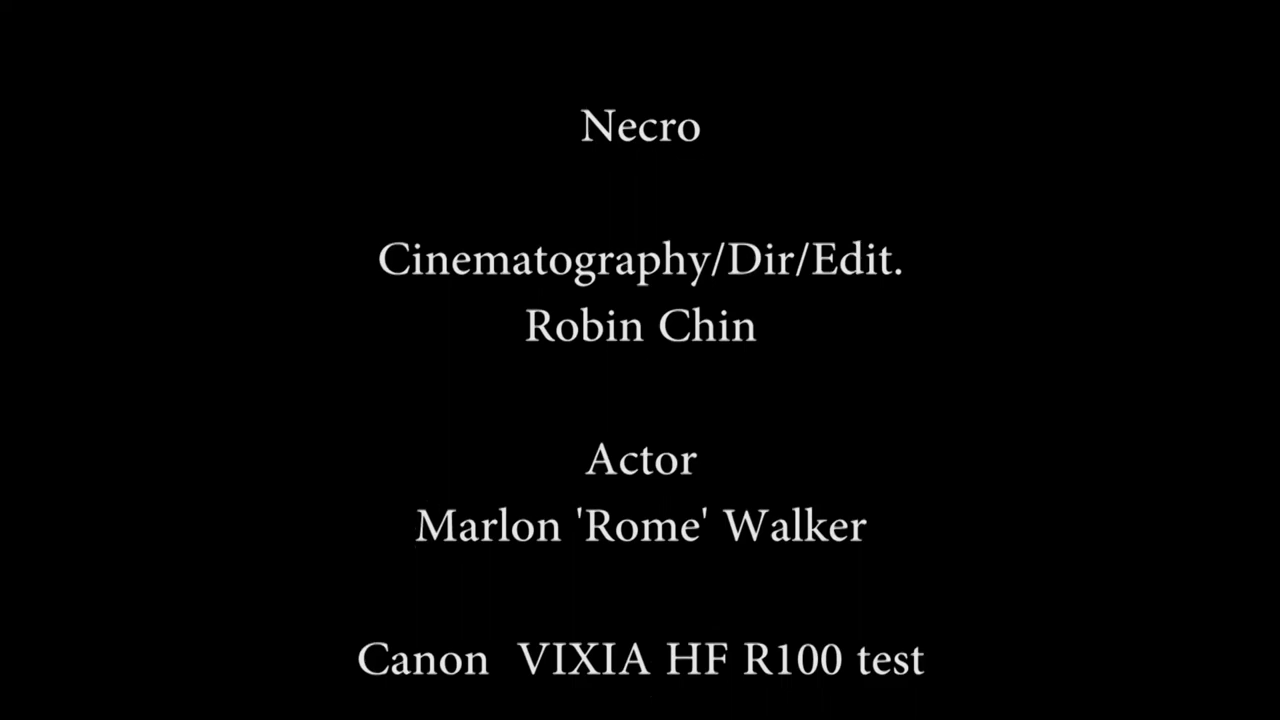 Necro
Cinematography/Dir/Edit.
Robin Chin
Actor
Marlon 'Rome' Walker
Canon  VIXIA HF R100 test